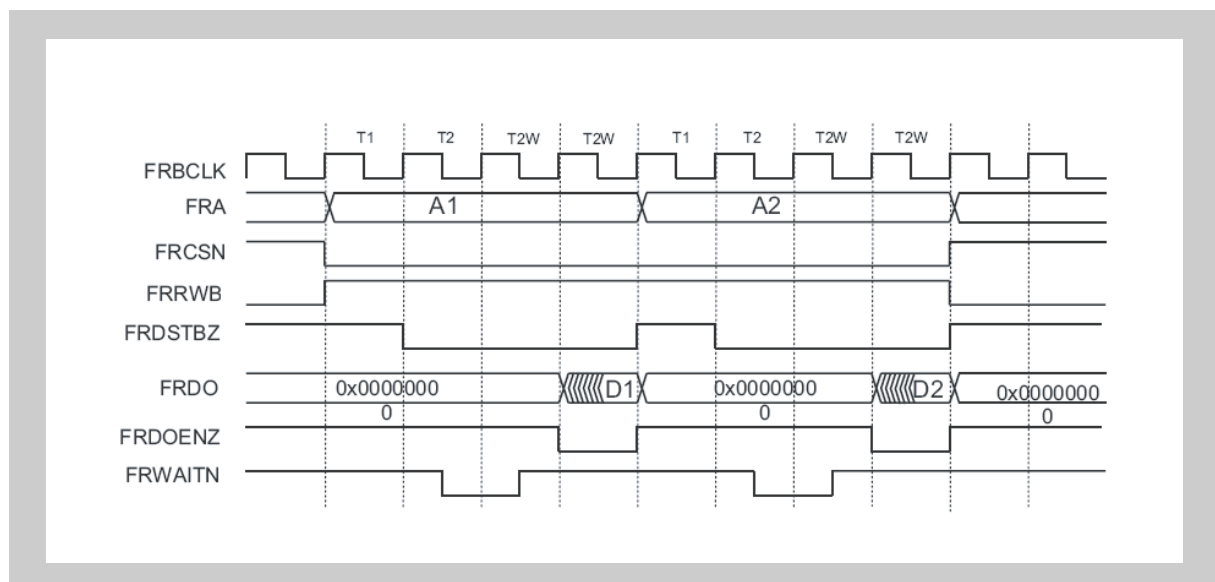 T1 T2 T2W T2W T1 T2 T2W T2W
FRBCLK
FRA A1 A2
FRCSN
FRRWB
FRDSTBZ
FRDO 0x0000000 D1 0x0000000 D2 0x0000000
0 0 0
FRDOENZ
FRWAITN